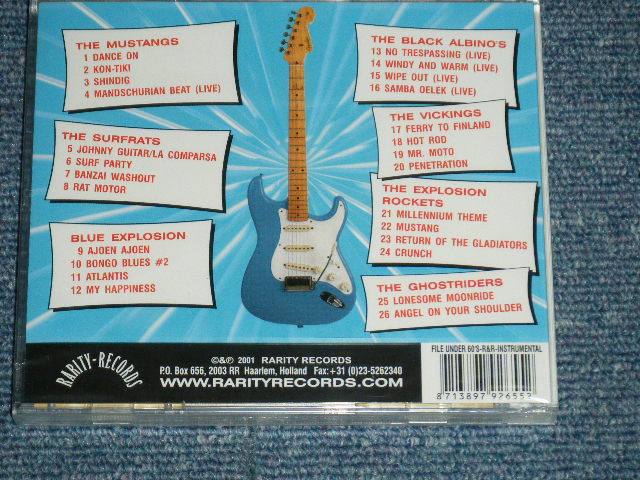 THE MUSTANGS
1 DANCE ON
2 KON-TIKI
3 SHINDIG
4 MANDSCHURIAN BEAT (LIVE)
THE SURFRATS
5 JOHNNY GUITAR/LA COMPARSA
6 SURF PARTY
7 BANZAI WASHOUT
8 RAT MOTOR
BLUE EXPLOSION
9 AJOEN AJOEN
10 BONGO BLUES #2
11 ATLANTIS
12 MY HAPPINESS
THE BLACK ALBINO'S
13 NO TRESPASSING (LIVE)
14 WINDY AND WARM (LIVE)
15 WIPE OUT (LIVE)
16 SAMBA OELEK (LIVE)
THE VICKINGS
17 FERRY TO FINLAND
18 HOT ROD
19 MR. MOTO
20 PENETRATION
THE EXPLOSION
ROCKETS
21 MILLENNIUM THEME
22 MUSTANG
23 RETURN OF THE GLADIATORS
24 CRUNCH
THE GHOSTRIDERS
25 LONESOME MOONRIDE
26 ANGEL ON YOUR SHOULDER
RARITY-RECORDS
©&℗ 2001 RARITY RECORDS
P.O. Box 656, 2003 RR Haarlem, Holland Fax:+31 (0)23-5262340
WWW.RARITYRECORDS.COM
FILE UNDER 60'S-R&R-INSTRUMENTAL
8 713897 926552